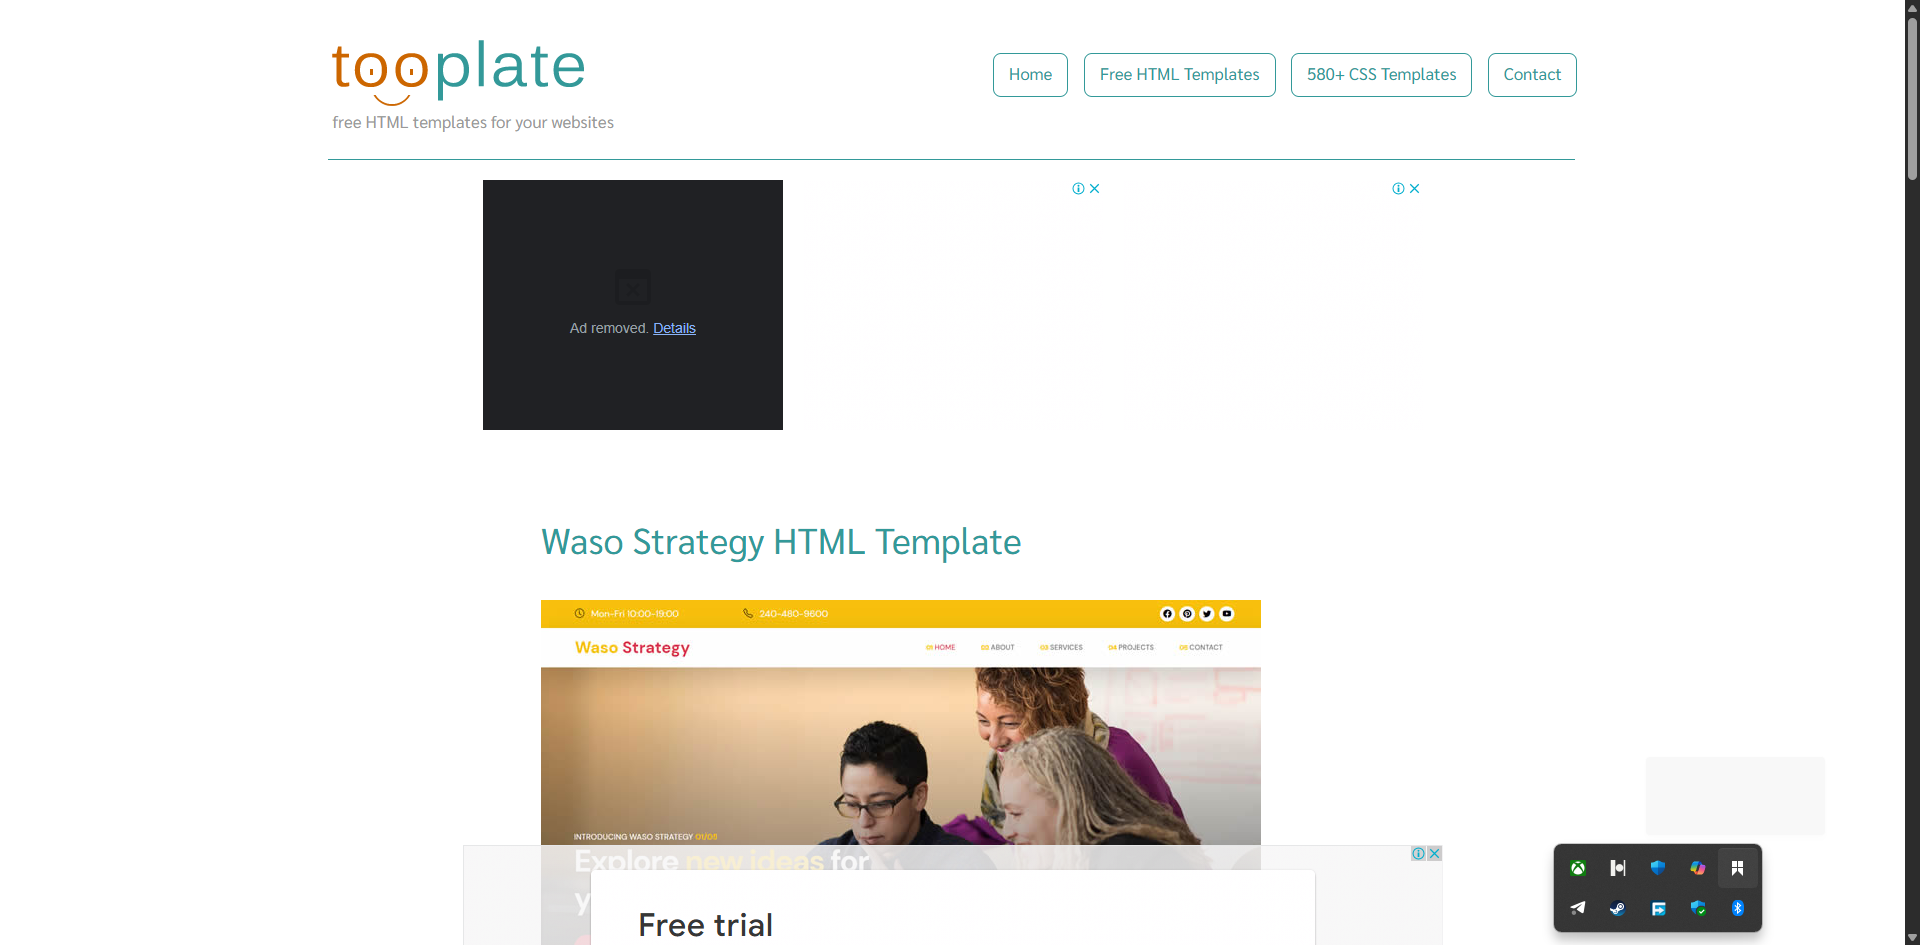 tooplate
free HTML templates for your websites
Home
Free HTML Templates
580+ CSS Templates
Contact
Ad removed. Details
Waso Strategy HTML Template
Mon-Fri 10:00-19:00
240-480-9600
Waso Strategy
01 HOME
02 ABOUT
03 SERVICES
04 PROJECTS
05 CONTACT
INTRODUCING WASO STRATEGY 01/05
Explore new ideas for
Free trial